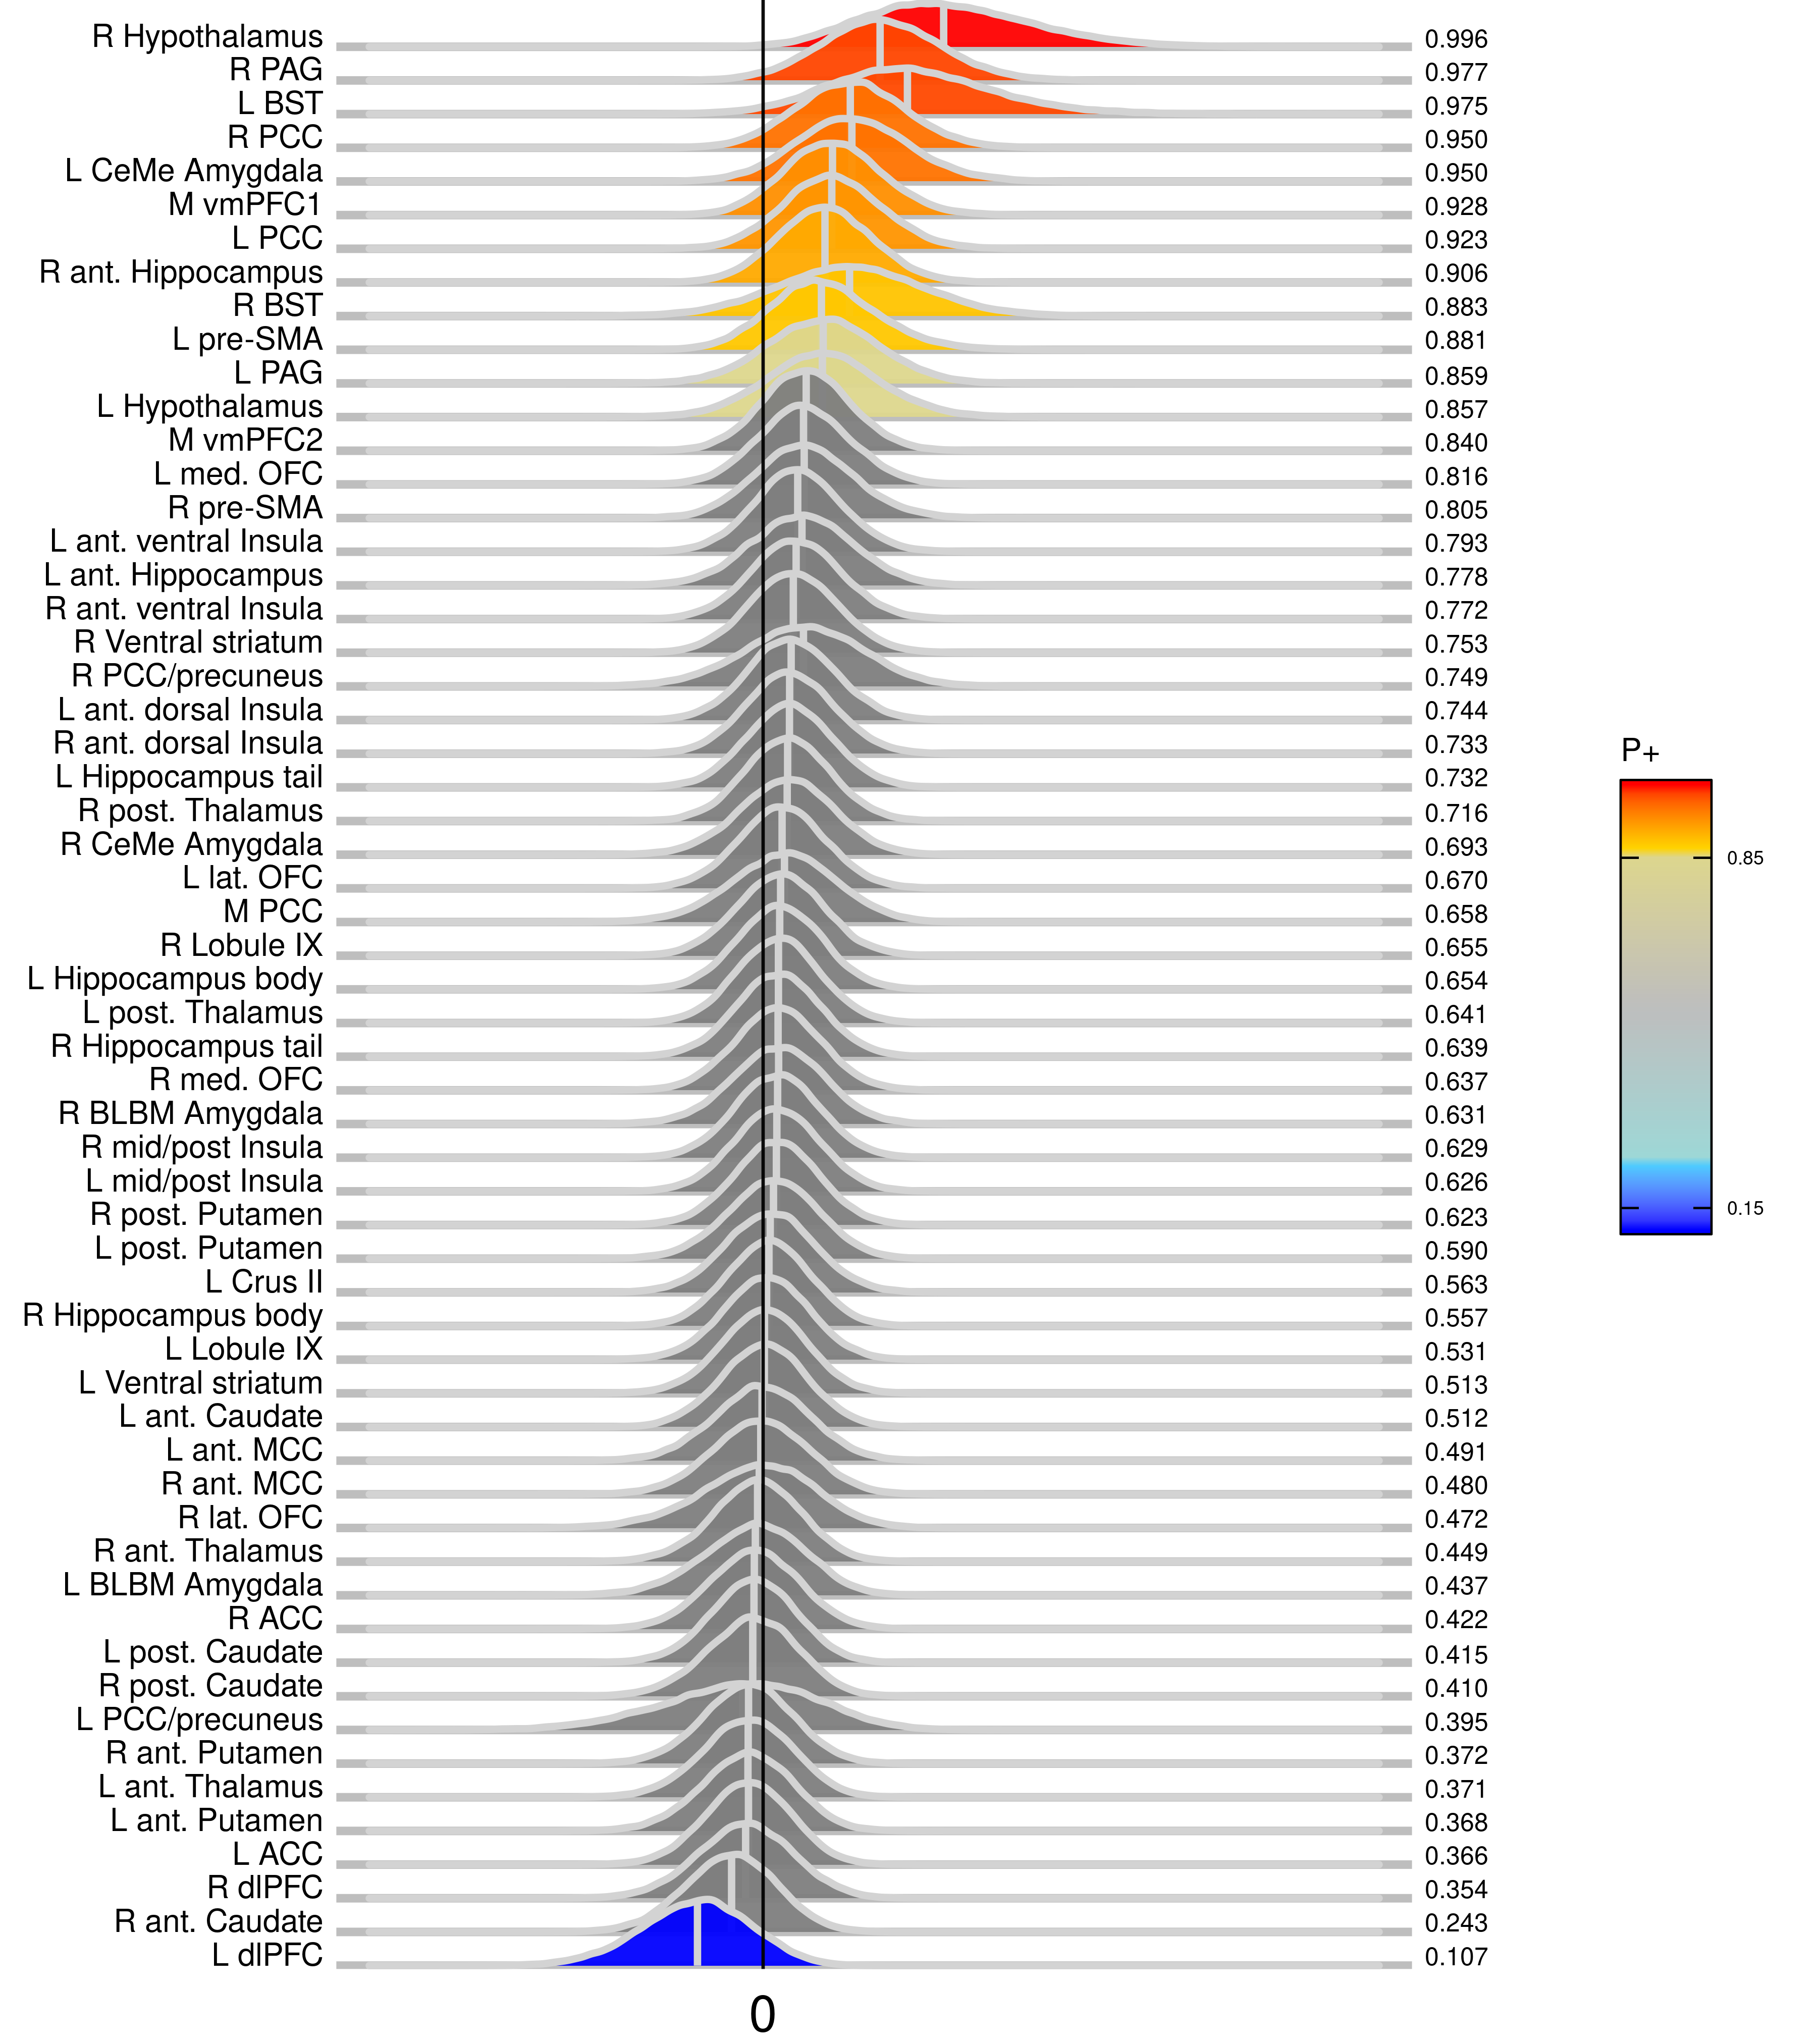 R Hypothalamus 0.996
R PAG 0.977
L BST 0.975
R PCC 0.950
L CeMe Amygdala 0.950
M vmPFC1 0.928
L PCC 0.923
R ant. Hippocampus 0.906
R BST 0.883
L pre-SMA 0.881
L PAG 0.859
L Hypothalamus 0.857
M vmPFC2 0.840
L med. OFC 0.816
R pre-SMA 0.805
L ant. ventral Insula 0.793
L ant. Hippocampus 0.778
R ant. ventral Insula 0.772
R Ventral striatum 0.753
R PCC/precuneus 0.749
L ant. dorsal Insula 0.744
R ant. dorsal Insula 0.733
L Hippocampus tail 0.732
R post. Thalamus 0.716
R CeMe Amygdala 0.693
L lat. OFC 0.670
M PCC 0.658
R Lobule IX 0.655
L Hippocampus body 0.654
L post. Thalamus 0.641
R Hippocampus tail 0.639
R med. OFC 0.637
R BLBM Amygdala 0.631
R mid/post Insula 0.629
L mid/post Insula 0.626
R post. Putamen 0.623
L post. Putamen 0.590
L Crus II 0.563
R Hippocampus body 0.557
L Lobule IX 0.531
L Ventral striatum 0.513
L ant. Caudate 0.512
L ant. MCC 0.491
R ant. MCC 0.480
R lat. OFC 0.472
R ant. Thalamus 0.449
L BLBM Amygdala 0.437
R ACC 0.422
L post. Caudate 0.415
R post. Caudate 0.410
L PCC/precuneus 0.395
R ant. Putamen 0.372
L ant. Thalamus 0.371
L ant. Putamen 0.368
L ACC 0.366
R dlPFC 0.354
R ant. Caudate 0.243
L dlPFC 0.107
0
P+
0.85
0.15